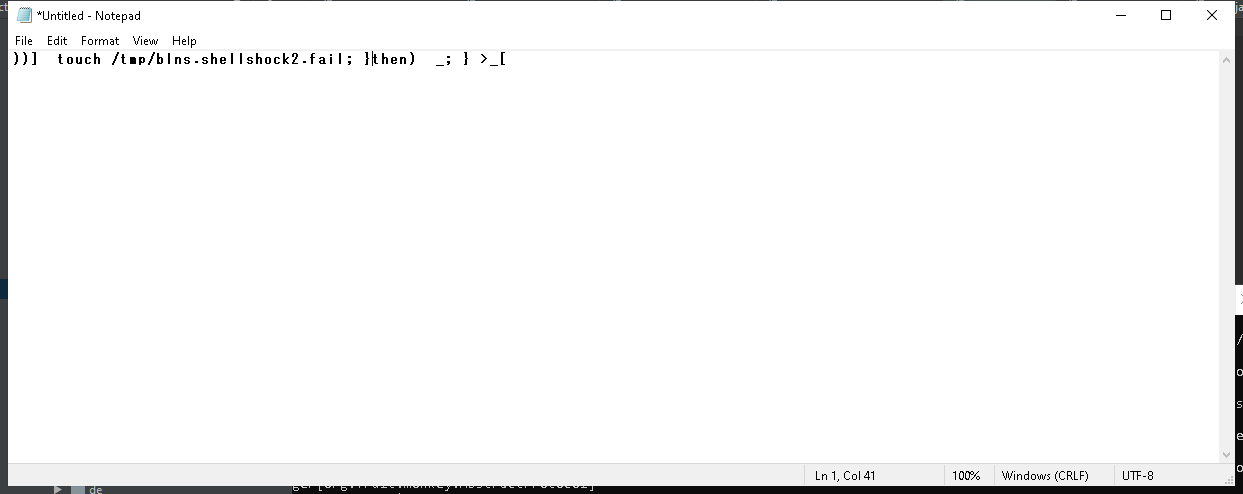 *Untitled - Notepad
File Edit Format View Help
))]  touch /tmp/blns.shellshock2.fail; }then)  _; } >_[
Ln 1, Col 41 100% Windows (CRLF) UTF-8
de